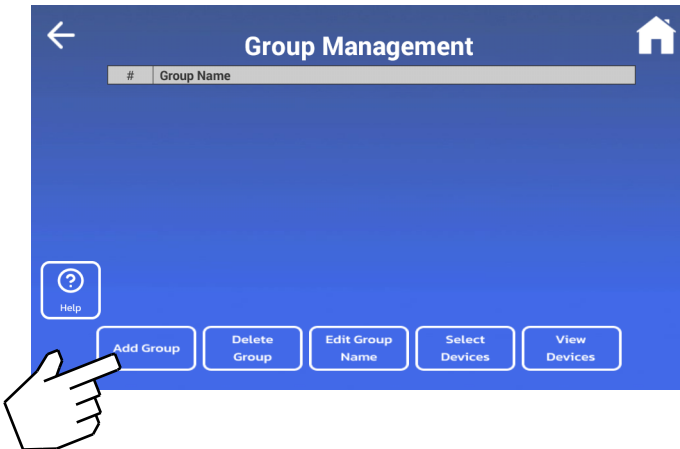 Group Management
# Group Name
?
Help
Add Group
Delete
Group
Edit Group
Name
Select
Devices
View
Devices